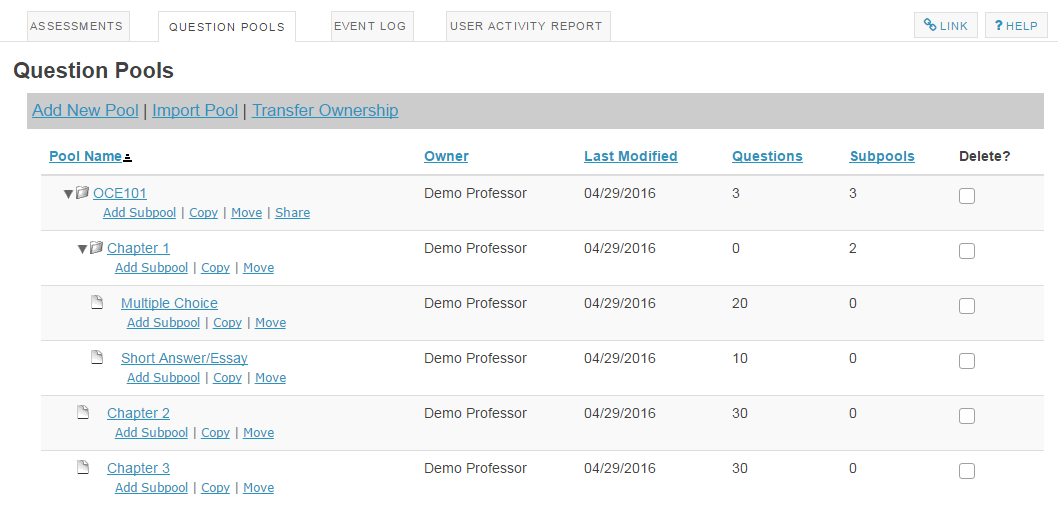 ASSESSMENTS QUESTION POOLS EVENT LOG USER ACTIVITY REPORT LINK ? HELP
Question Pools
Add New Pool | Import Pool | Transfer Ownership
Pool Name Owner Last Modified Questions Subpools Delete?
OCE101 Demo Professor 04/29/2016 3 3
Add Subpool | Copy | Move | Share
Chapter 1 Demo Professor 04/29/2016 0 2
Add Subpool | Copy | Move
Multiple Choice Demo Professor 04/29/2016 20 0
Add Subpool | Copy | Move
Short Answer/Essay Demo Professor 04/29/2016 10 0
Add Subpool | Copy | Move
Chapter 2 Demo Professor 04/29/2016 30 0
Add Subpool | Copy | Move
Chapter 3 Demo Professor 04/29/2016 30 0
Add Subpool | Copy | Move